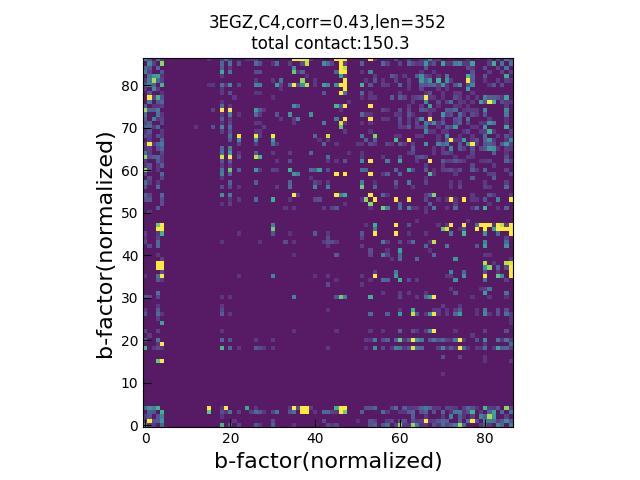 3EGZ,C4,corr=0.43,len=352
total contact:150.3
b-factor(normalized)
80
70
60
50
40
30
20
10
0
0 20 40 60 80
b-factor(normalized)